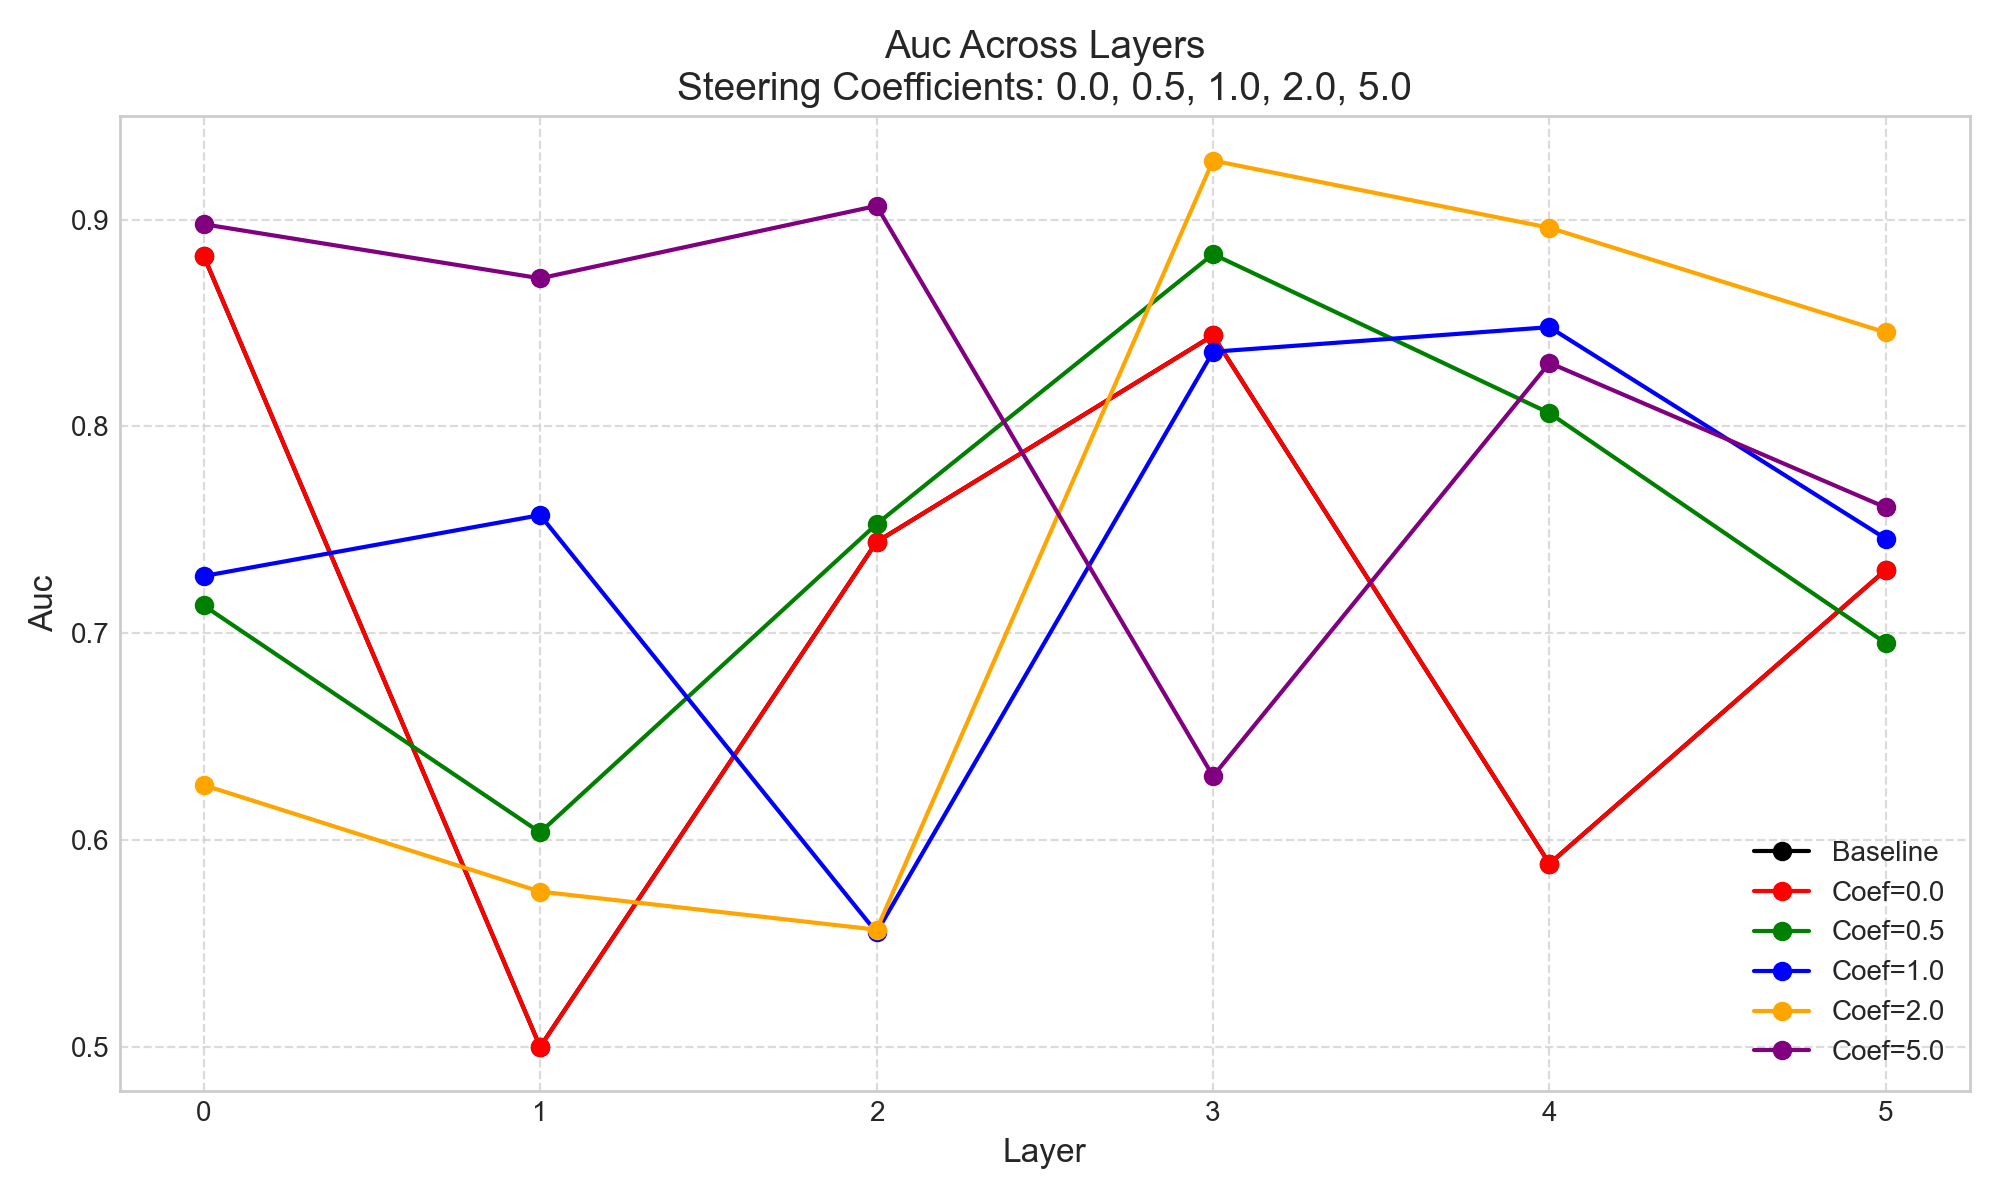 Auc Across Layers
Steering Coefficients: 0.0, 0.5, 1.0, 2.0, 5.0
Auc
0.9
0.8
0.7
0.6
0.5
Baseline
Coef=0.0
Coef=0.5
Coef=1.0
Coef=2.0
Coef=5.0
0 1 2 3 4 5
Layer